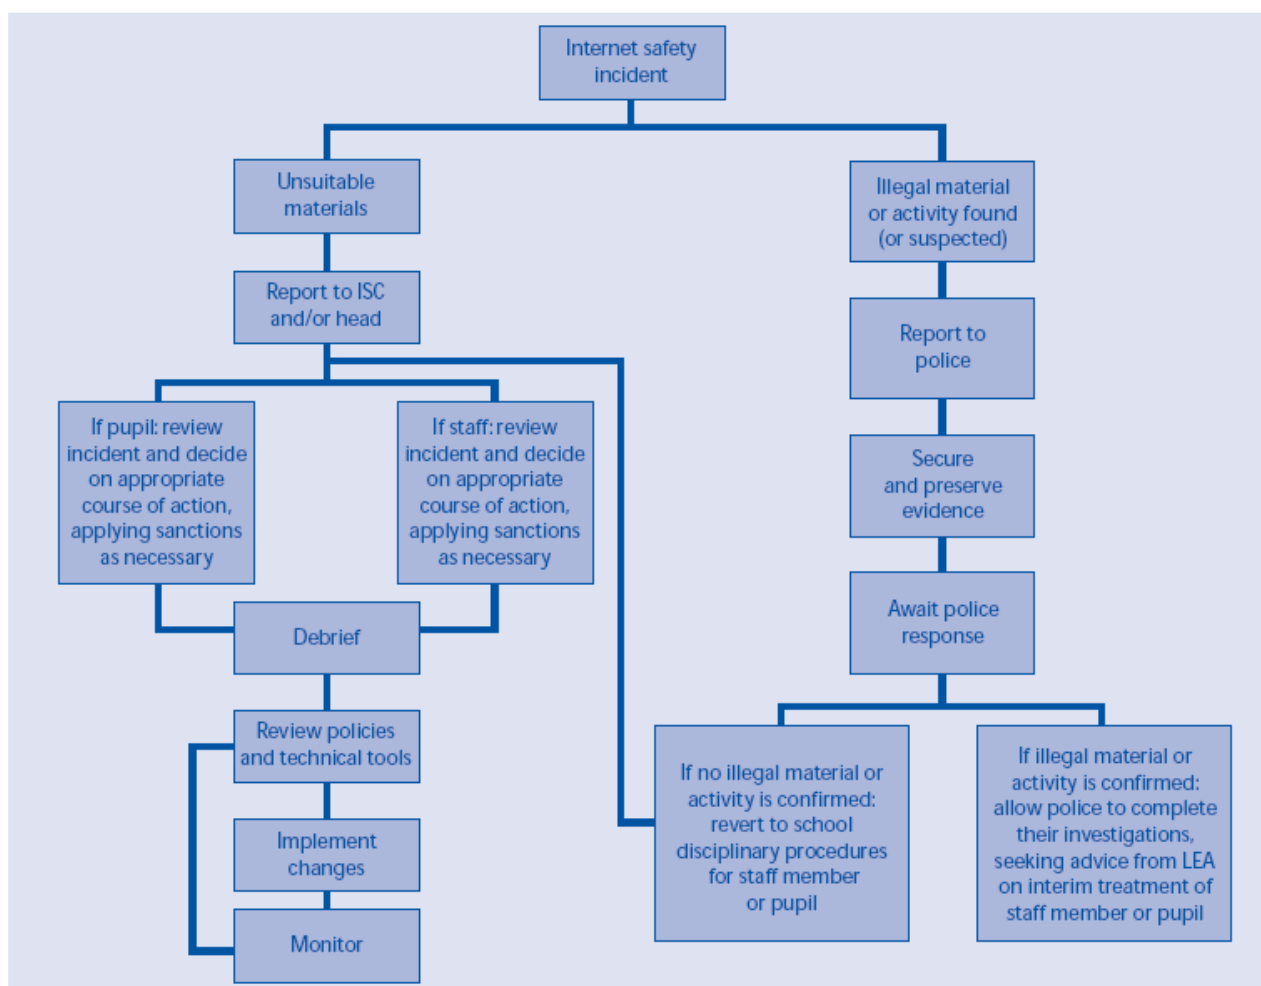 Internet safety
incident
Unsuitable
materials
Illegal material
or activity found
(or suspected)
Report to ISC
and/or head
Report to
police
If pupil: review
incident and decide
on appropriate
course of action,
applying sanctions
as necessary
If staff: review
incident and decide
on appropriate
course of action,
applying sanctions
as necessary
Secure
and preserve
evidence
Debrief
Await police
response
Review policies
and technical tools
Implement
changes
Monitor
If no illegal material or
activity is confirmed:
revert to school
disciplinary procedures
for staff member
or pupil
If illegal material or
activity is confirmed:
allow police to complete
their investigations,
seeking advice from LEA
on interim treatment of
staff member or pupil